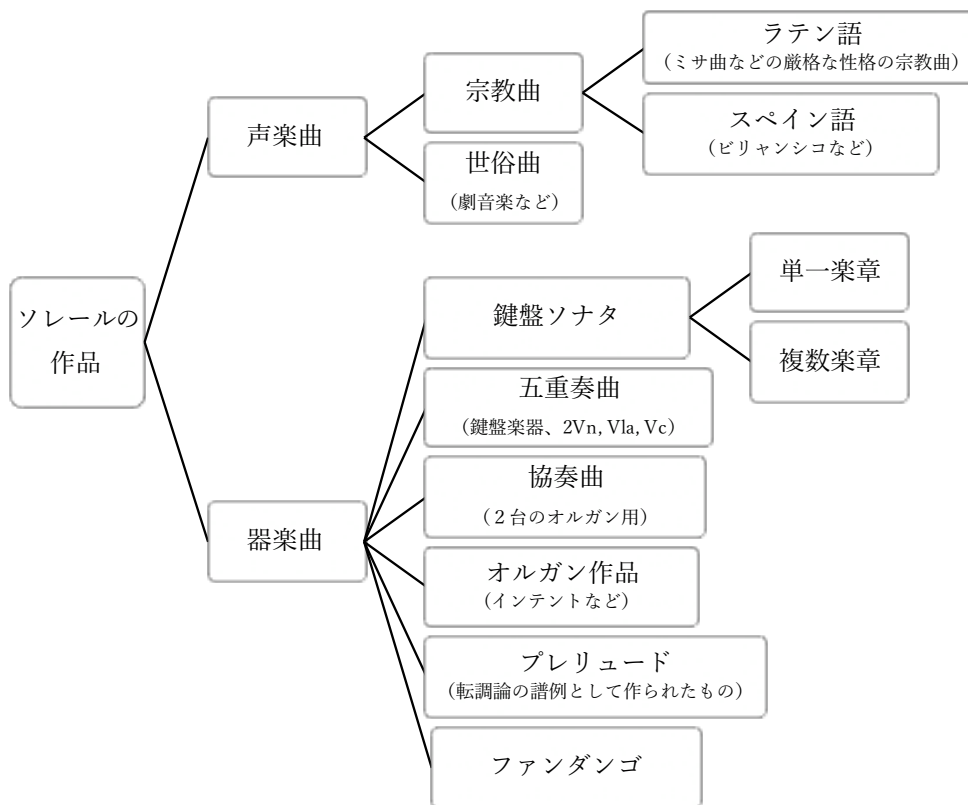 ソレールの
作品
声楽曲
宗教曲
ラテン語
（ミサ曲などの厳格な性格の宗教曲）
スペイン語
（ビリャンシコなど）
世俗曲
（劇音楽など）
器楽曲
鍵盤ソナタ
単一楽章
複数楽章
五重奏曲
（鍵盤楽器、2Vn, Vla, Vc）
協奏曲
（２台のオルガン用）
オルガン作品
（インテントなど）
プレリュード
（転調論の譜例として作られたもの）
ファンダンゴ